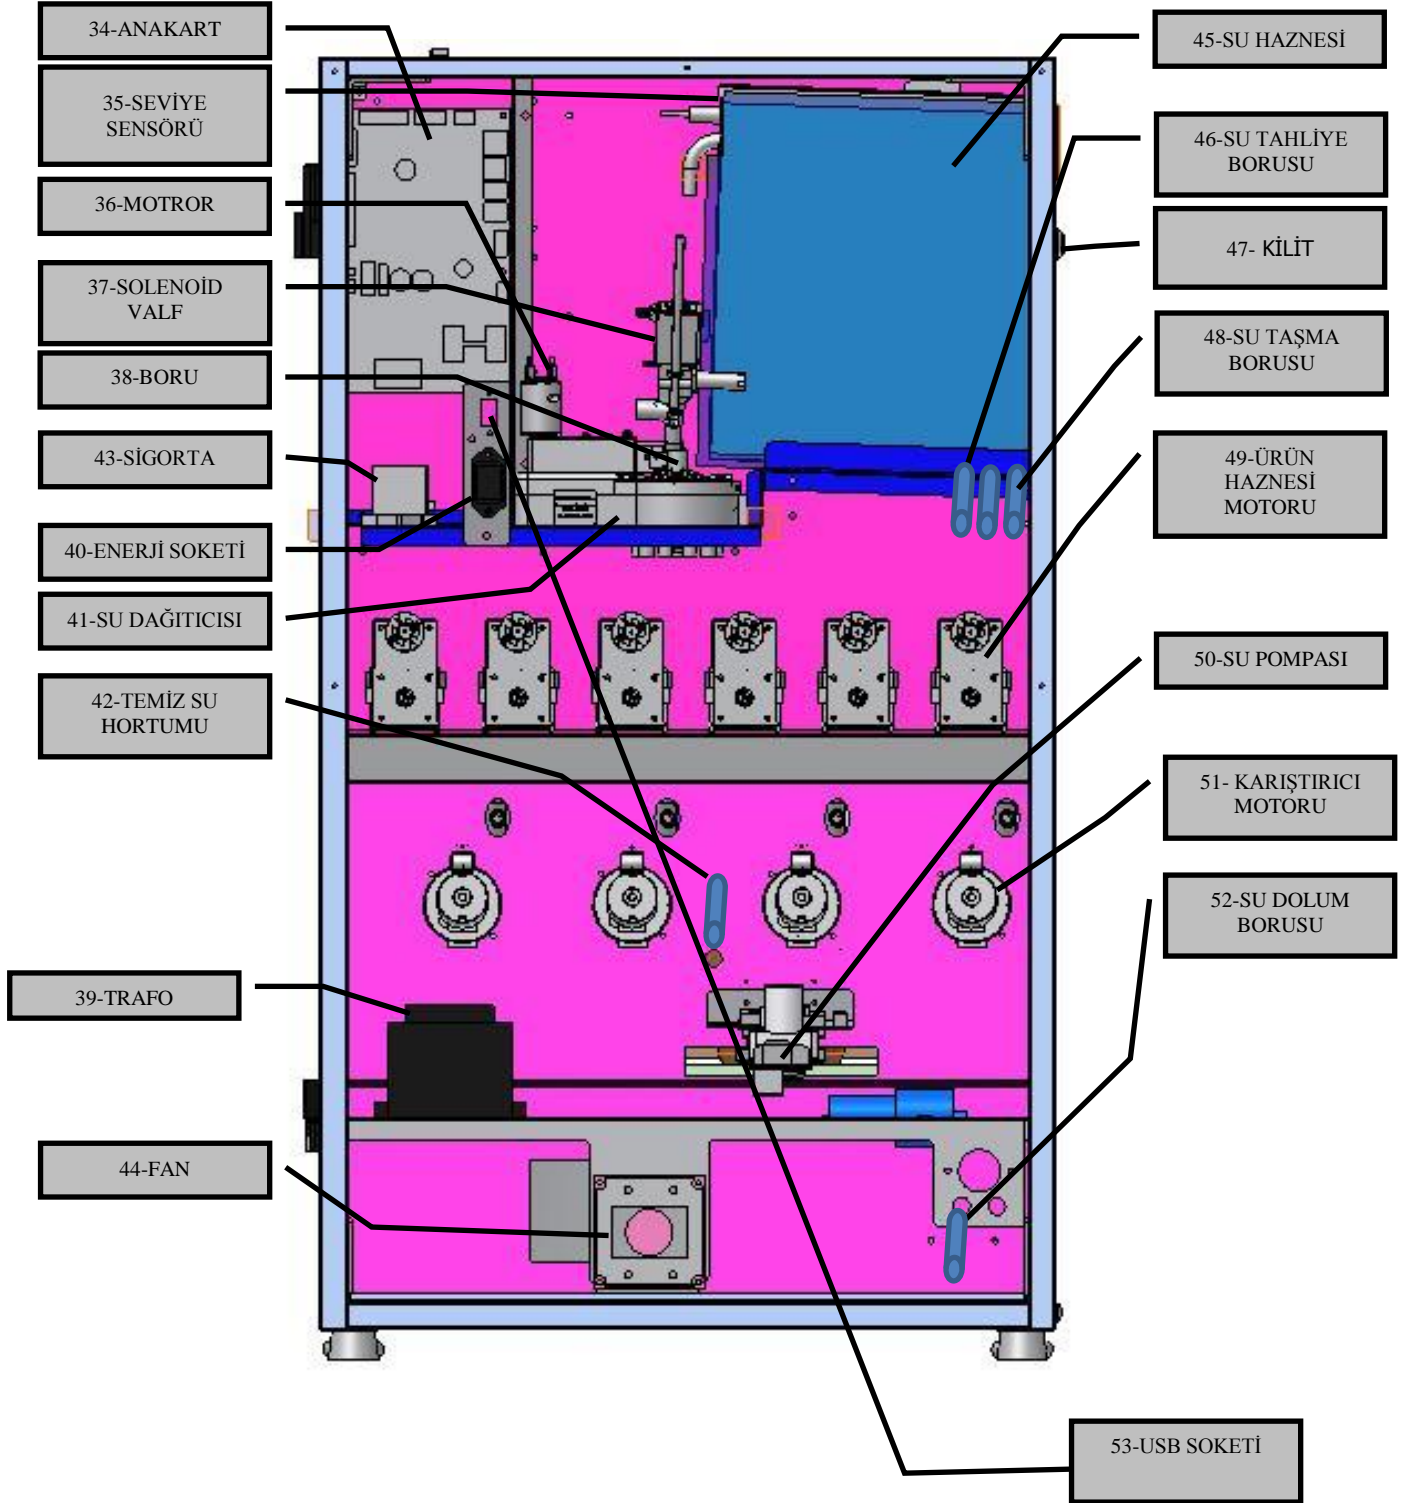 34-ANAKART
35-SEVİYE
SENSÖRÜ
36-MOTROR
37-SOLENOİD
VALF
38-BORU
43-SİGORTA
40-ENERJİ SOKETİ
41-SU DAĞITICISI
42-TEMİZ SU
HORTUMU
39-TRAFO
44-FAN
45-SU HAZNESİ
46-SU TAHLİYE
BORUSU
47- KİLİT
48-SU TAŞMA
BORUSU
49-ÜRÜN
HAZNESİ
MOTORU
50-SU POMPASI
51- KARIŞTIRICI
MOTORU
52-SU DOLUM
BORUSU
53-USB SOKETİ